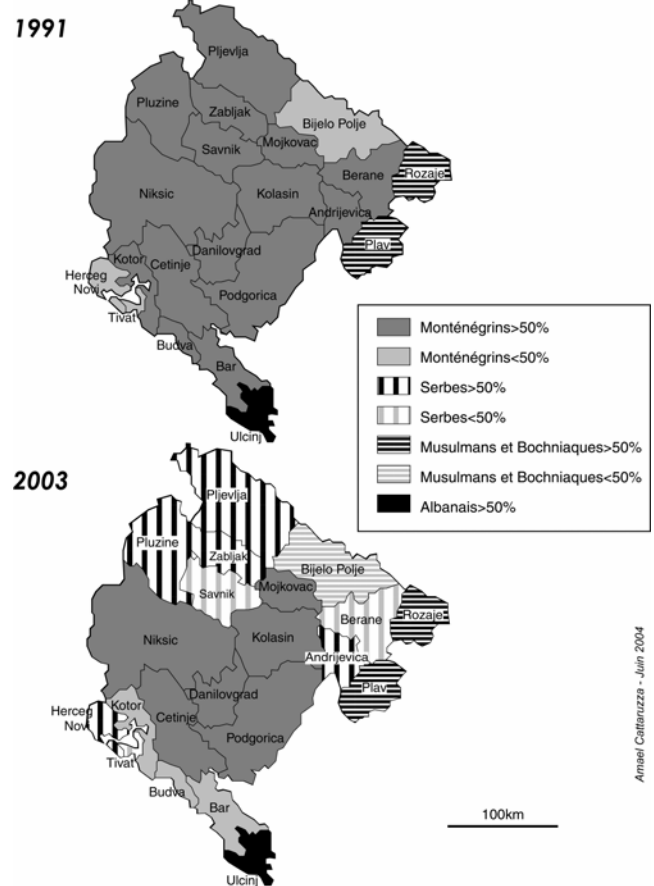 1991
Pljevlja
Pluzine
Zabljak
Bijelo Polje
Savnik
Mojkovac
Berane
Rozaje
Niksic
Kolasin
Andrijevica
Plav
Danilovgrad
Kotor
Cetinje
Herceg
Novi
Podgorica
Tivat
Budva
Bar
Ulcinj
Monténégrins>50%
Monténégrins<50%
Serbes>50%
Serbes<50%
Musulmans et Bochniaques>50%
Musulmans et Bochniaques<50%
Albanais>50%
2003
Pljevlja
Pluzine
Zabljak
Bijelo Polje
Savnik
Mojkovac
Berane
Rozaje
Niksic
Kolasin
Andrijevica
Plav
Danilovgrad
Kotor
Cetinje
Herceg
Novi
Podgorica
Tivat
Budva
Bar
Ulcinj
100km
Amael Cattaruzza - Juin 2004